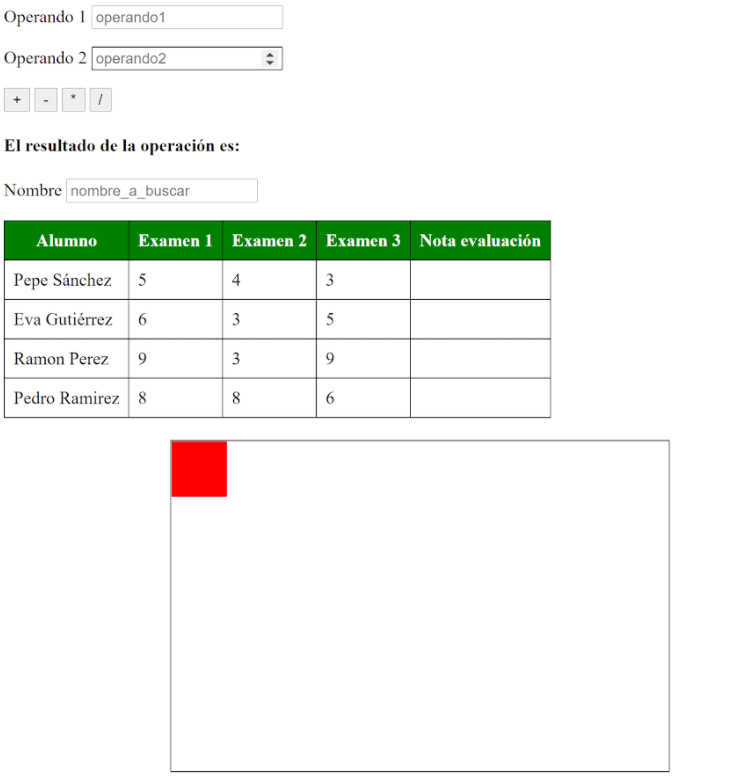 Operando 1 operando1
Operando 2 operando2
+ - * /
El resultado de la operación es:
Nombre nombre_a_buscar
Alumno Examen 1 Examen 2 Examen 3 Nota evaluación
Pepe Sánchez 5 4 3
Eva Gutiérrez 6 3 5
Ramon Perez 9 3 9
Pedro Ramirez 8 8 6